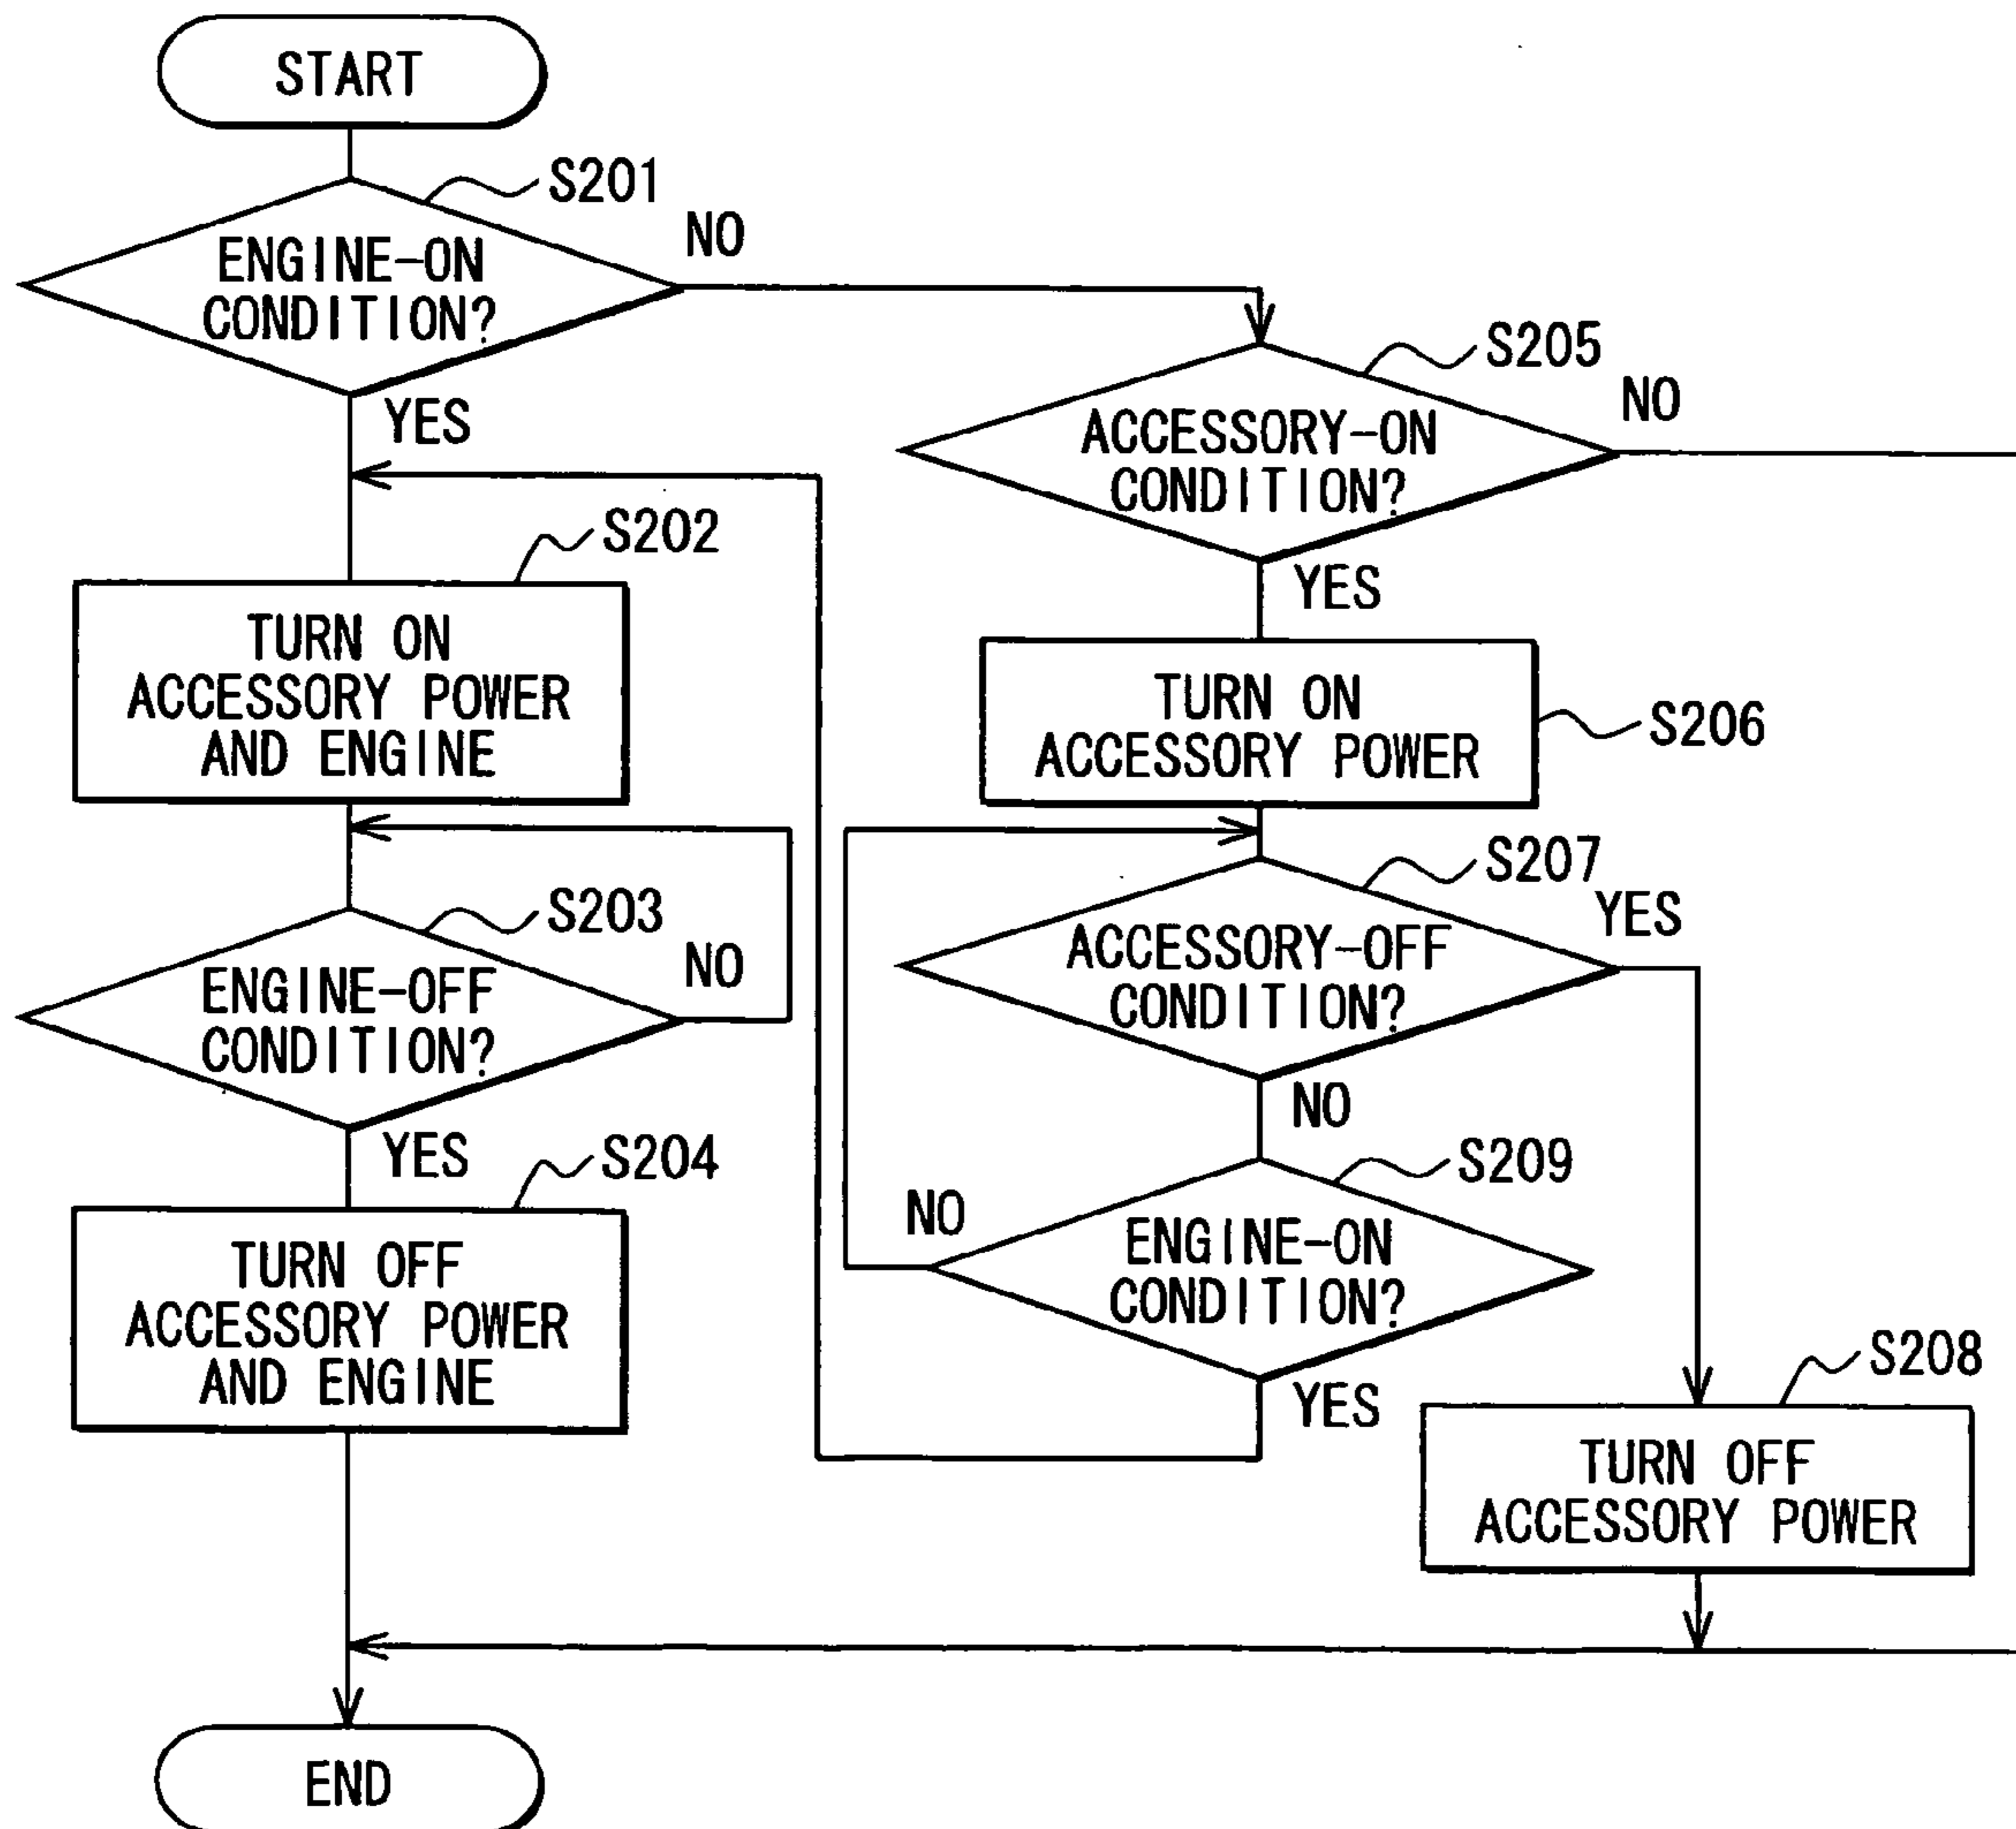 START
S201
ENGINE-ON
CONDITION?
NO
YES
S202
TURN ON
ACCESSORY POWER
AND ENGINE
S203
ENGINE-OFF
CONDITION?
NO
YES
S204
TURN OFF
ACCESSORY POWER
AND ENGINE
END
S205
ACCESSORY-ON
CONDITION?
NO
YES
S206
TURN ON
ACCESSORY POWER
S207
ACCESSORY-OFF
CONDITION?
YES
NO
S209
ENGINE-ON
CONDITION?
NO
YES
S208
TURN OFF
ACCESSORY POWER